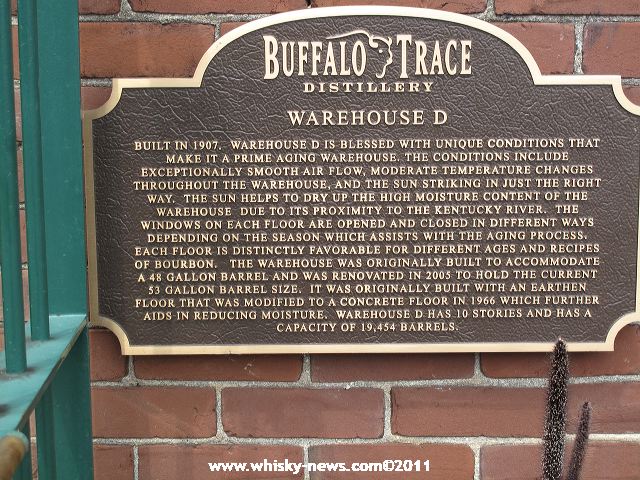 BUFFALO TRACE
DISTILLERY
WAREHOUSE D
BUILT IN 1907, WAREHOUSE D IS BLESSED WITH UNIQUE CONDITIONS THAT
MAKE IT A PRIME AGING WAREHOUSE. THE CONDITIONS INCLUDE
EXCEPTIONALLY SMOOTH AIR FLOW, MODERATE TEMPERATURE CHANGES
THROUGHOUT THE WAREHOUSE, AND THE SUN STRIKING IN JUST THE RIGHT
WAY. THE SUN HELPS TO DRY UP THE HIGH MOISTURE CONTENT OF THE
WAREHOUSE DUE TO ITS PROXIMITY TO THE KENTUCKY RIVER. THE
WINDOWS ON EACH FLOOR ARE OPENED AND CLOSED IN DIFFERENT WAYS
DEPENDING ON THE SEASON WHICH ASSISTS WITH THE AGING PROCESS.
EACH FLOOR IS DISTINCTLY FAVORABLE FOR DIFFERENT AGES AND RECIPES
OF BOURBON. THE WAREHOUSE WAS ORIGINALLY BUILT TO ACCOMMODATE
A 48 GALLON BARREL AND WAS RENOVATED IN 2005 TO HOLD THE CURRENT
53 GALLON BARREL SIZE. IT WAS ORIGINALLY BUILT WITH AN EARTHEN
FLOOR THAT WAS MODIFIED TO A CONCRETE FLOOR IN 1966 WHICH FURTHER
AIDS IN REDUCING MOISTURE. WAREHOUSE D HAS 10 STORIES AND HAS A
CAPACITY OF 19,454 BARRELS.
www.whisky-news.com©2011